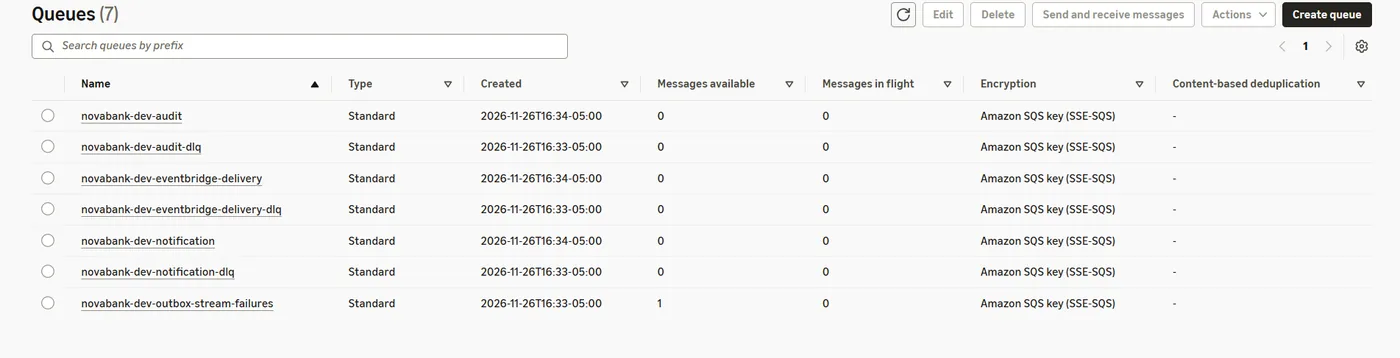 Queues (7)
Edit Delete Send and receive messages Actions Create queue
Search queues by prefix
1
Name Type Created Messages available Messages in flight Encryption Content-based deduplication
novabank-dev-audit Standard 2026-11-26T16:34-05:00 0 0 Amazon SQS key (SSE-SQS) -
novabank-dev-audit-dlq Standard 2026-11-26T16:33-05:00 0 0 Amazon SQS key (SSE-SQS) -
novabank-dev-eventbridge-delivery Standard 2026-11-26T16:34-05:00 0 0 Amazon SQS key (SSE-SQS) -
novabank-dev-eventbridge-delivery-dlq Standard 2026-11-26T16:33-05:00 0 0 Amazon SQS key (SSE-SQS) -
novabank-dev-notification Standard 2026-11-26T16:34-05:00 0 0 Amazon SQS key (SSE-SQS) -
novabank-dev-notification-dlq Standard 2026-11-26T16:33-05:00 0 0 Amazon SQS key (SSE-SQS) -
novabank-dev-outbox-stream-failures Standard 2026-11-26T16:33-05:00 1 0 Amazon SQS key (SSE-SQS) -